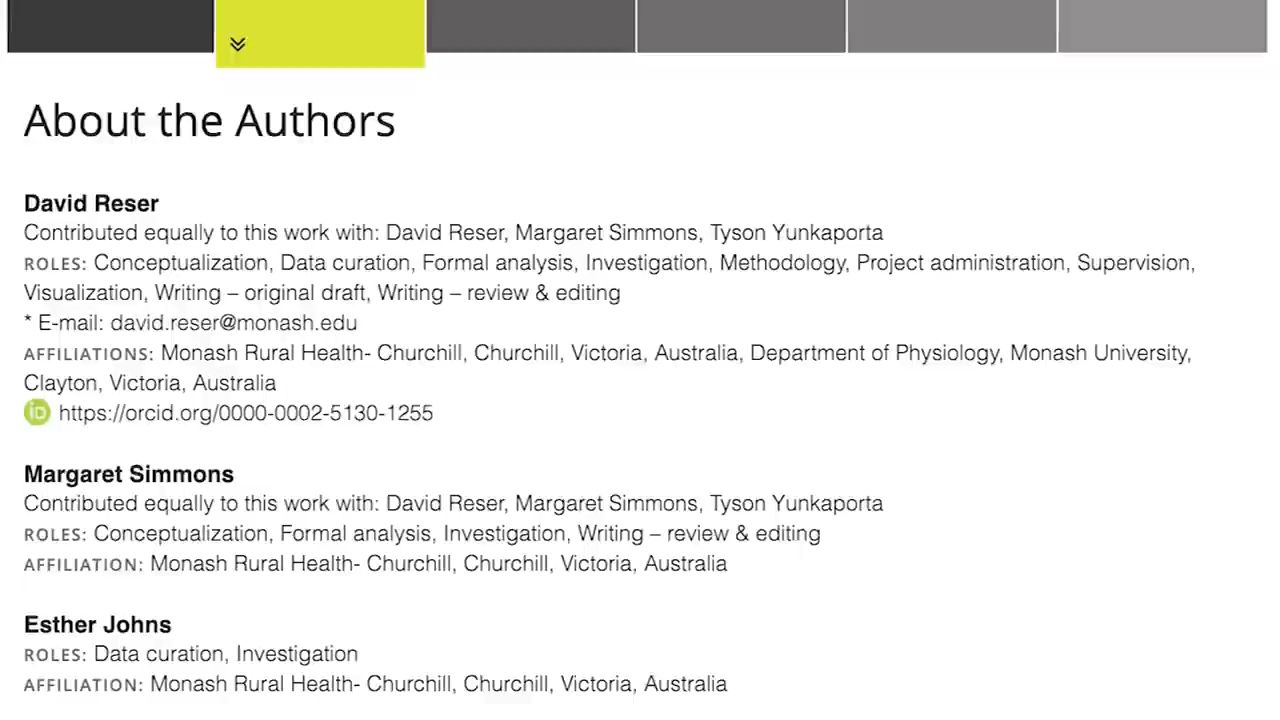 About the Authors
David Reser
Contributed equally to this work with: David Reser, Margaret Simmons, Tyson Yunkaporta
ROLES: Conceptualization, Data curation, Formal analysis, Investigation, Methodology, Project administration, Supervision,
Visualization, Writing – original draft, Writing – review & editing
* E-mail: david.reser@monash.edu
AFFILIATIONS: Monash Rural Health- Churchill, Churchill, Victoria, Australia, Department of Physiology, Monash University,
Clayton, Victoria, Australia
iD https://orcid.org/0000-0002-5130-1255
Margaret Simmons
Contributed equally to this work with: David Reser, Margaret Simmons, Tyson Yunkaporta
ROLES: Conceptualization, Formal analysis, Investigation, Writing – review & editing
AFFILIATION: Monash Rural Health- Churchill, Churchill, Victoria, Australia
Esther Johns
ROLES: Data curation, Investigation
AFFILIATION: Monash Rural Health- Churchill, Churchill, Victoria, Australia